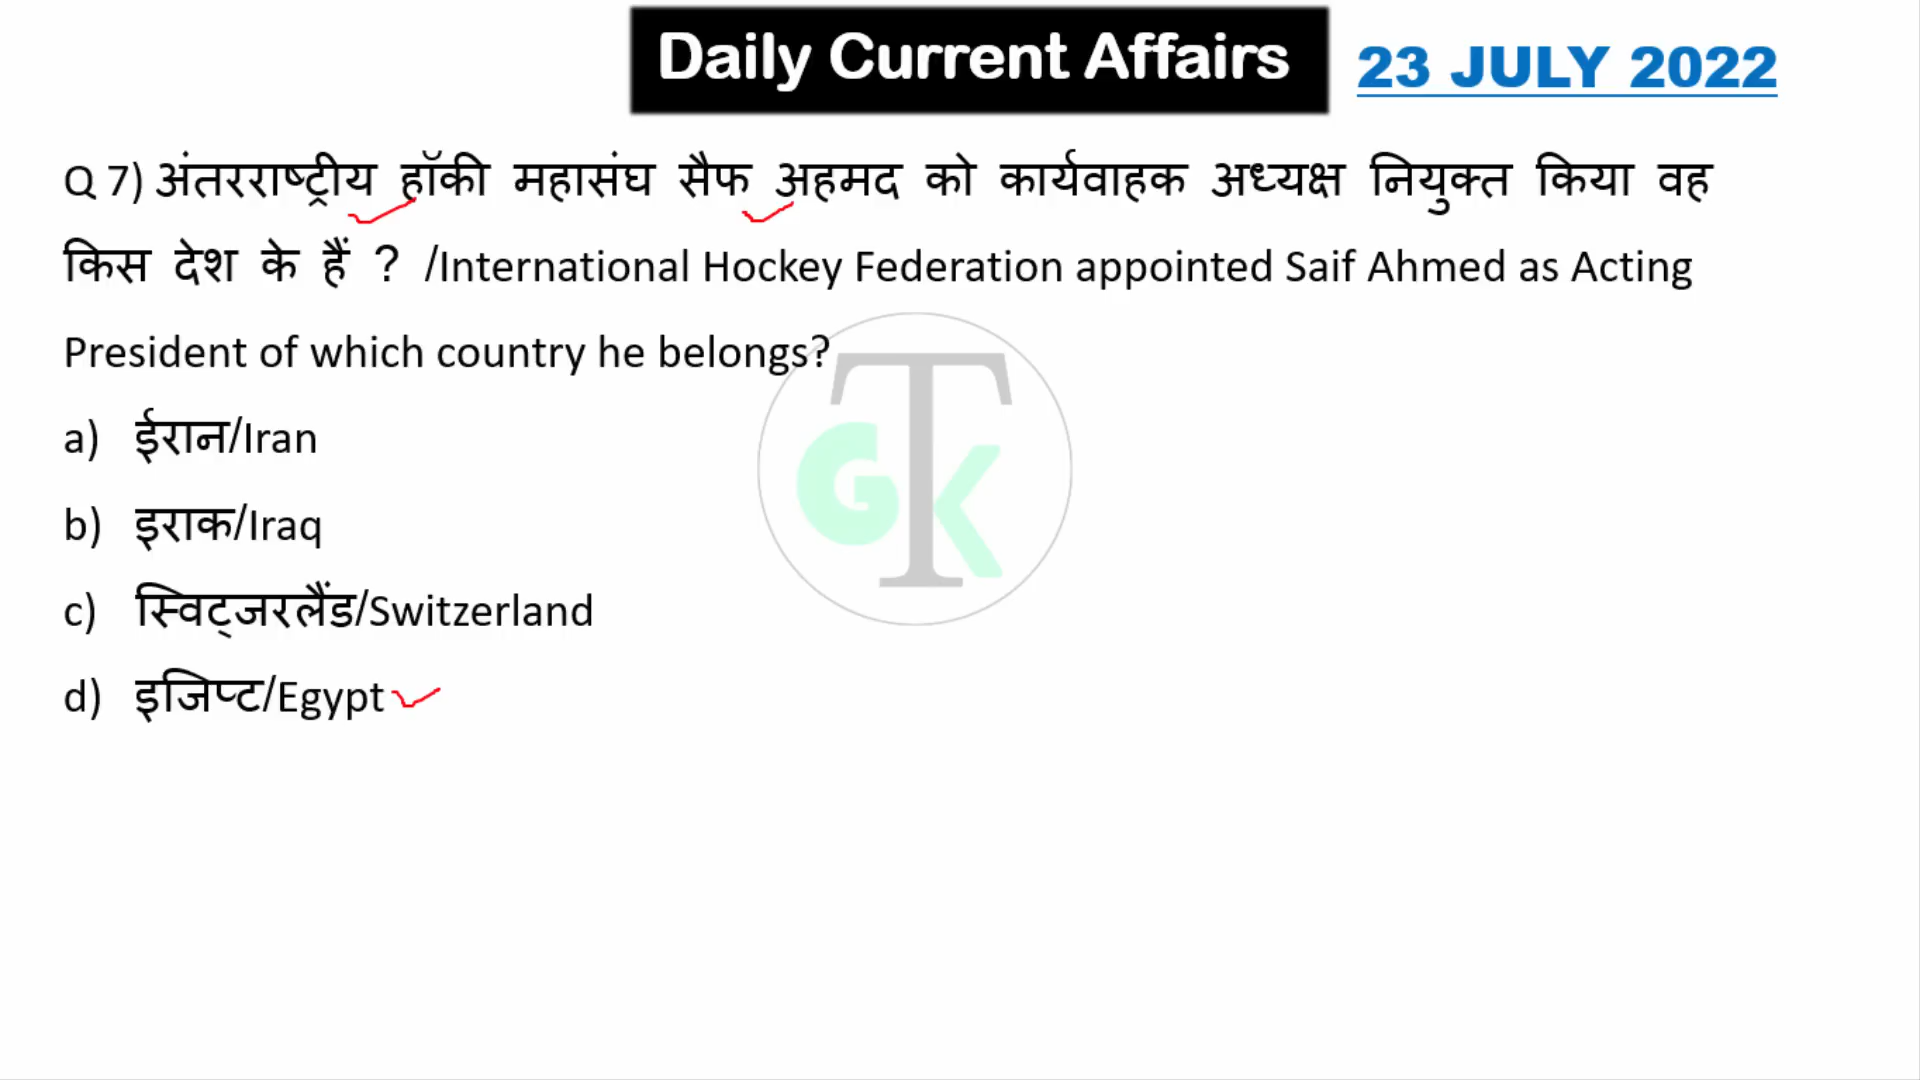 Daily Current Affairs
23 JULY 2022
Q 7) अंतरराष्ट्रीय हॉकी महासंघ सैफ अहमद को कार्यवाहक अध्यक्ष नियुक्त किया वह
किस देश के हैं ? /International Hockey Federation appointed Saif Ahmed as Acting
President of which country he belongs?
GTK
a) ईरान/Iran
b) इराक/Iraq
c) स्विट्जरलैंड/Switzerland
d) इजिप्ट/Egypt